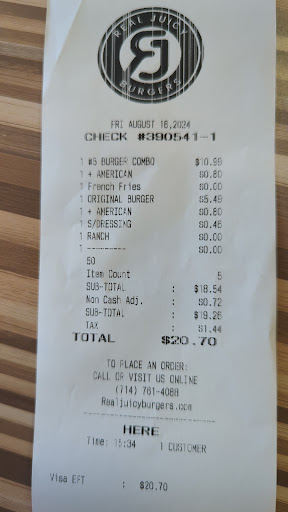 REAL JUICY
RJ
BURGERS
FRI AUGUST 16,2024
CHECK #390541-1
1 #5 BURGER COMBO $10.99
1 + AMERICAN $0.80
1 French Fries $0.00
1 ORIGINAL BURGER $5.49
1 + AMERICAN $0.80
1 S/DRESSING $0.46
1 RANCH $0.00
1 ---------- $0.00
50
Item Count 5
SUB-TOTAL : $18.54
Non Cash Adj. : $0.72
SUB-TOTAL : $19.26
TAX : $1.44
TOTAL $20.70
TO PLACE AN ORDER:
CALL OR VISIT US ONLINE
(714) 761-4088
Realjuicyburgers.com
HERE
Time: 15:34 1 CUSTOMER
Visa EFT : $20.70